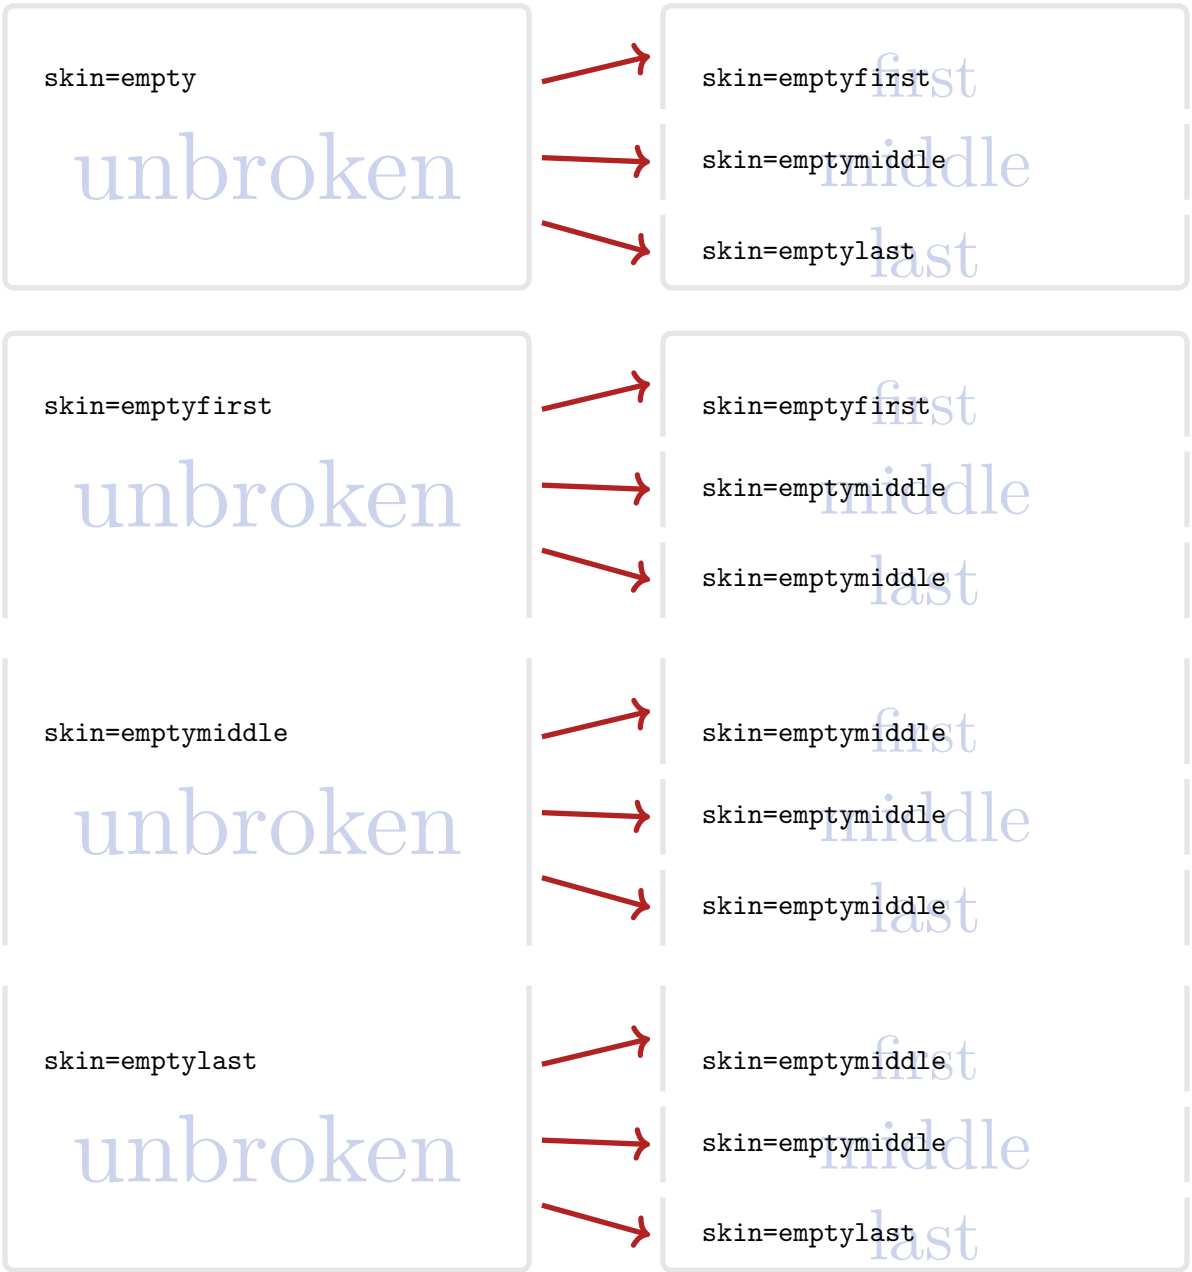 skin=empty
unbroken
skin=emptyfirst
first
skin=emptymiddle
middle
skin=emptylast
last
skin=emptyfirst
unbroken
skin=emptyfirst
first
skin=emptymiddle
middle
skin=emptymiddle
last
skin=emptymiddle
unbroken
skin=emptymiddle
first
skin=emptymiddle
middle
skin=emptymiddle
last
skin=emptylast
unbroken
skin=emptymiddle
first
skin=emptymiddle
middle
skin=emptylast
last